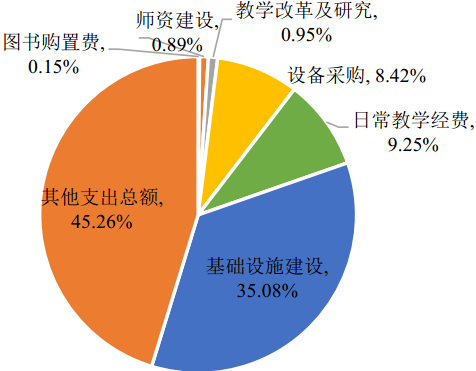 师资建设,
0.89%
教学改革及研究,
0.95%
图书购置费,
0.15%
设备采购, 8.42%
日常教学经费,
9.25%
其他支出总额,
45.26%
基础设施建设,
35.08%